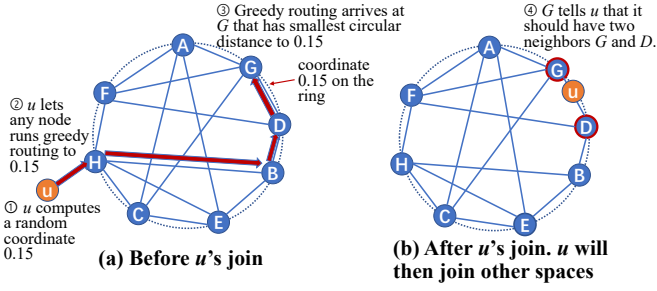 ③ Greedy routing arrives at
G that has smallest circular
distance to 0.15
coordinate
0.15 on the
ring
② u lets
any node
runs greedy
routing to
0.15
① u computes
a random
coordinate
0.15
A
G
F
D
H
B
u
C
E
(a) Before u's join
④ G tells u that it
should have two
neighbors G and D.
A
G
u
F
D
H
B
C
E
(b) After u's join. u will
then join other spaces